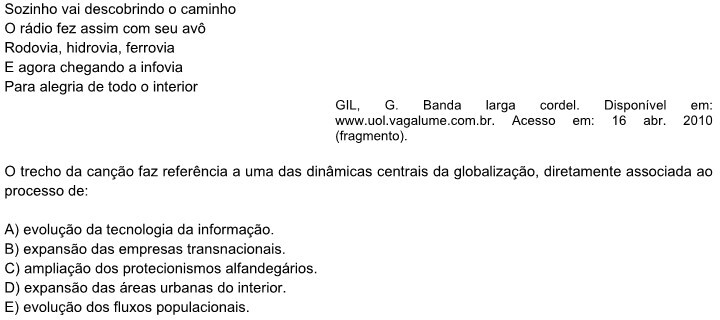 Sozinho vai descobrindo o caminho
O rádio fez assim com seu avô
Rodovia, hidrovia, ferrovia
E agora chegando a infovia
Para alegria de todo o interior
GIL, G. Banda larga cordel. Disponível em:
www.uol.vagalume.com.br. Acesso em: 16 abr. 2010
(fragmento).
O trecho da canção faz referência a uma das dinâmicas centrais da globalização, diretamente associada ao
processo de:
A) evolução da tecnologia da informação.
B) expansão das empresas transnacionais.
C) ampliação dos protecionismos alfandegários.
D) expansão das áreas urbanas do interior.
E) evolução dos fluxos populacionais.